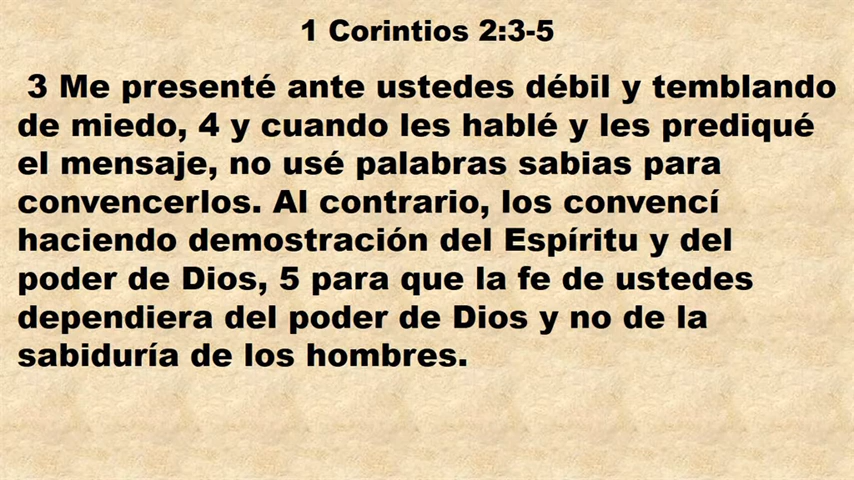 1 Corintios 2:3-5
3 Me presenté ante ustedes débil y temblando
de miedo, 4 y cuando les hablé y les prediqué
el mensaje, no usé palabras sabias para
convencerlos. Al contrario, los convencí
haciendo demostración del Espíritu y del
poder de Dios, 5 para que la fe de ustedes
dependiera del poder de Dios y no de la
sabiduría de los hombres.